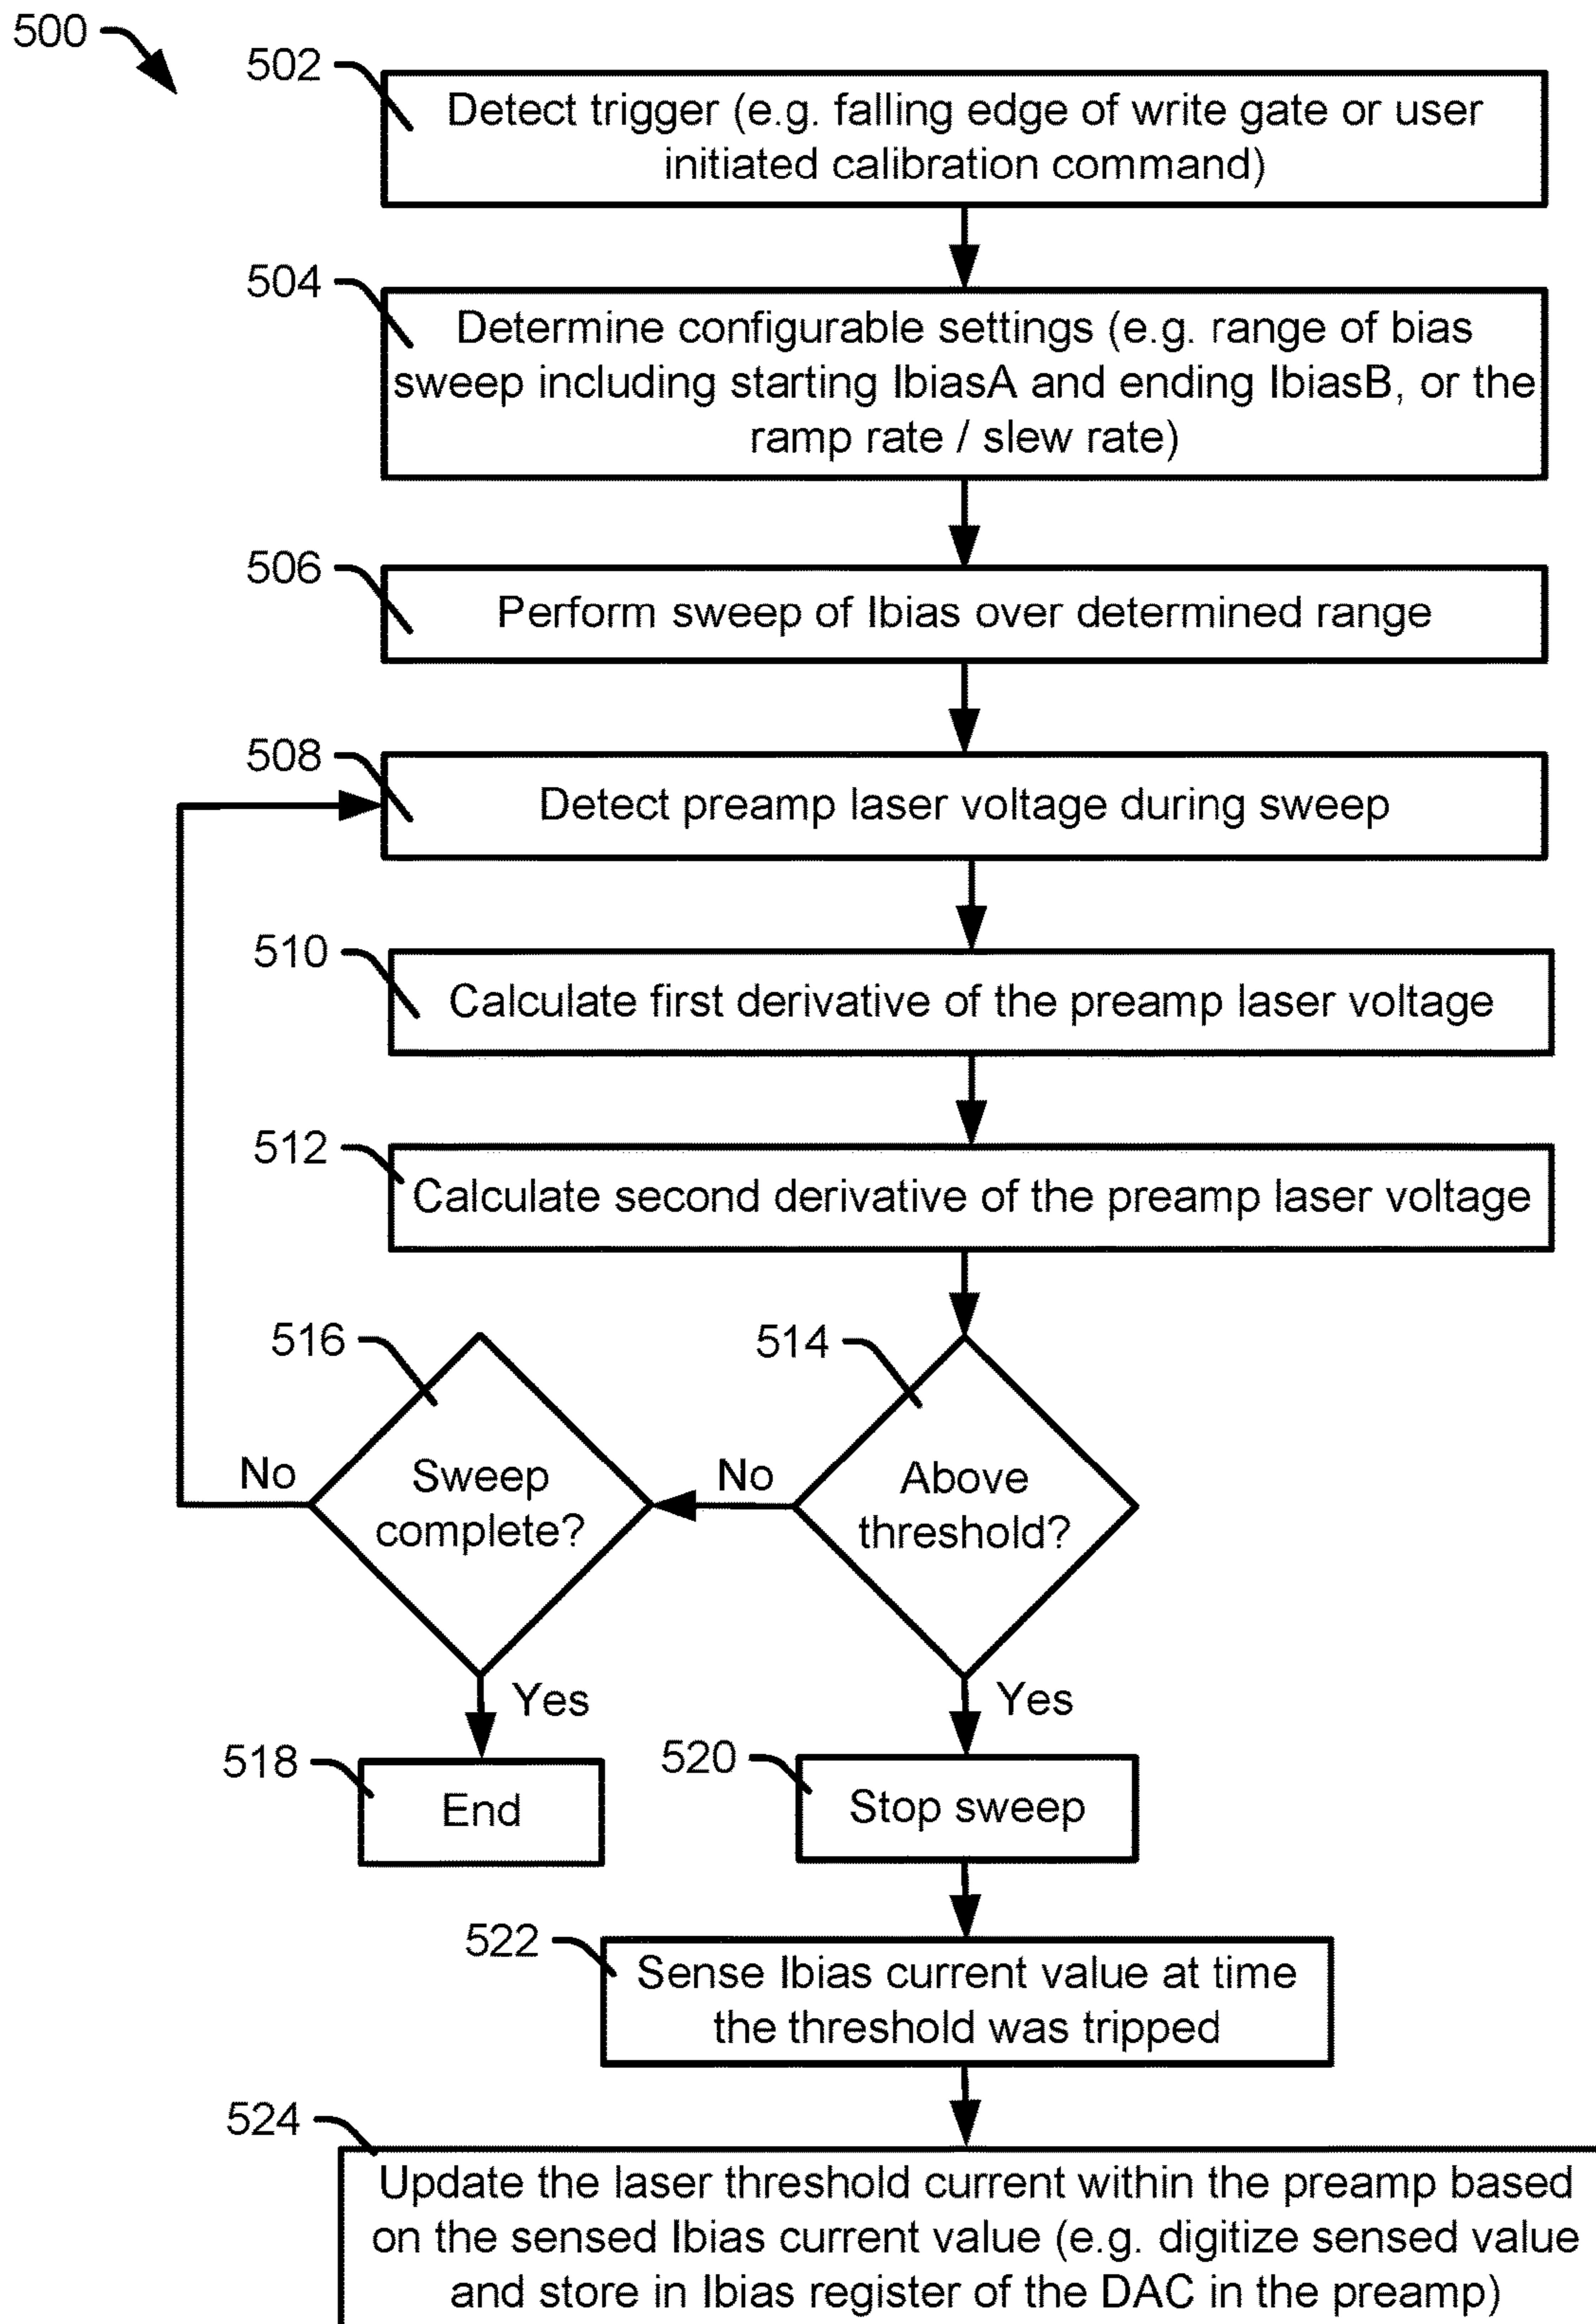 500
502
Detect trigger (e.g. falling edge of write gate or user
initiated calibration command)
504
Determine configurable settings (e.g. range of bias
sweep including starting IbiasA and ending IbiasB, or the
ramp rate / slew rate)
506
Perform sweep of Ibias over determined range
508
Detect preamp laser voltage during sweep
510
Calculate first derivative of the preamp laser voltage
512
Calculate second derivative of the preamp laser voltage
516
514
No
Sweep
complete?
No
Above
threshold?
Yes
Yes
518
End
520
Stop sweep
522
Sense Ibias current value at time
the threshold was tripped
524
Update the laser threshold current within the preamp based
on the sensed Ibias current value (e.g. digitize sensed value
and store in Ibias register of the DAC in the preamp)